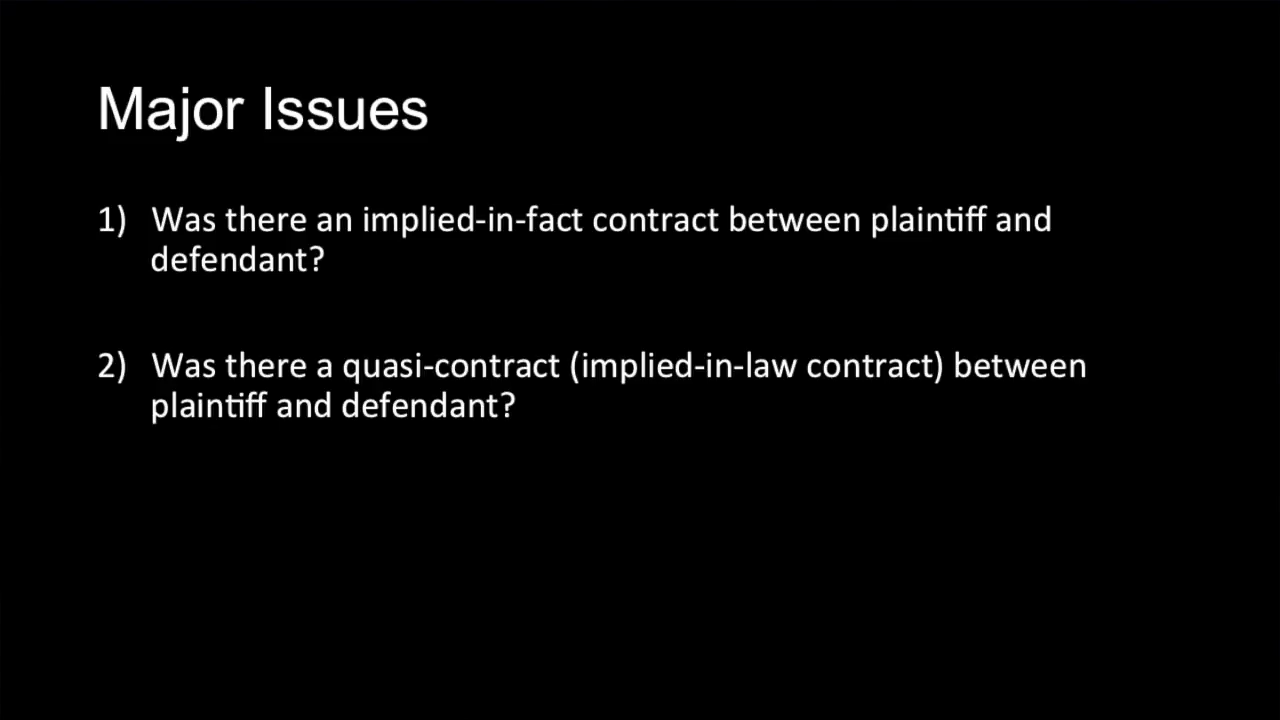 Major Issues
1) Was there an implied-in-fact contract between plaintiff and
defendant?
2) Was there a quasi-contract (implied-in-law contract) between
plaintiff and defendant?